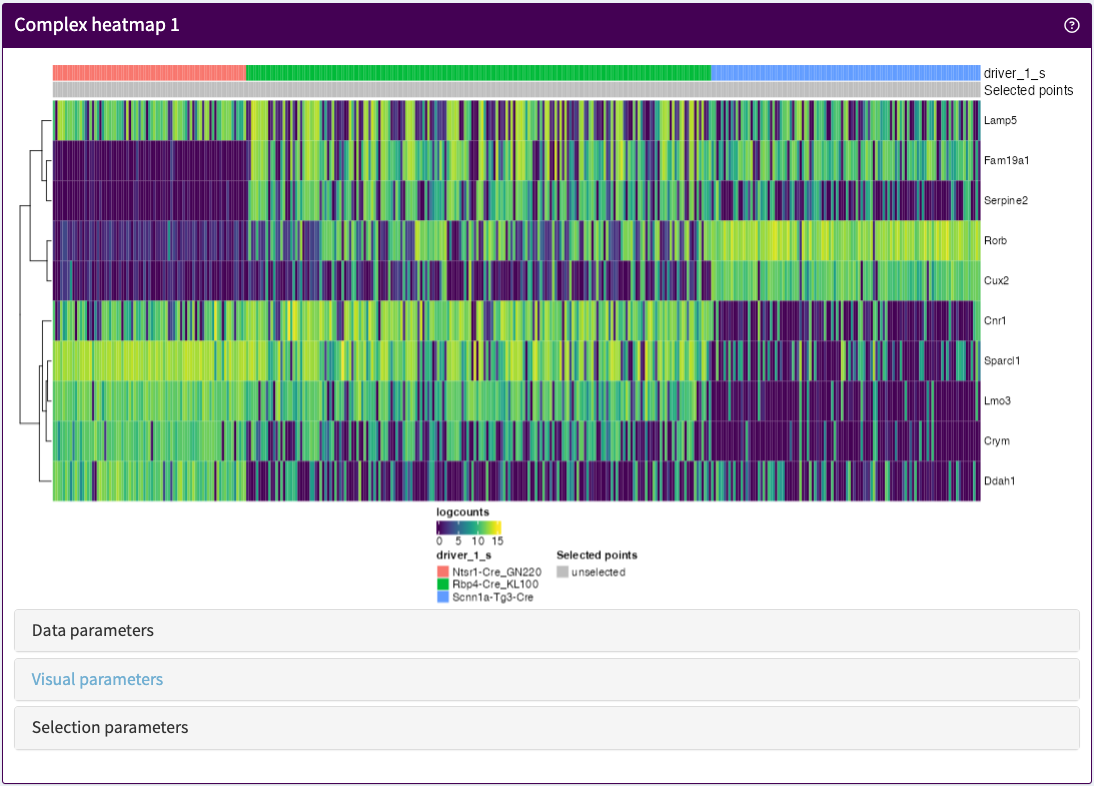 Complex heatmap 1
?
driver_1_s
Selected points
Lamp5
Fam19a1
Serpine2
Rorb
Cux2
Cnr1
Sparcl1
Lmo3
Crym
Ddah1
logcounts
0 5 10 15
driver_1_s
Ntsr1-Cre_GN220
Rbp4-Cre_KL100
Scnn1a-Tg3-Cre
Selected points
unselected
Data parameters
Visual parameters
Selection parameters